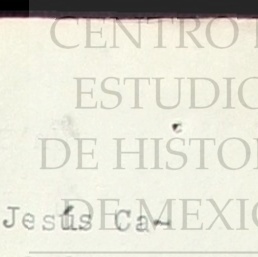 CENTRO
ESTUDIO
DE HISTO
DE MEXIC
Jesús Ca-